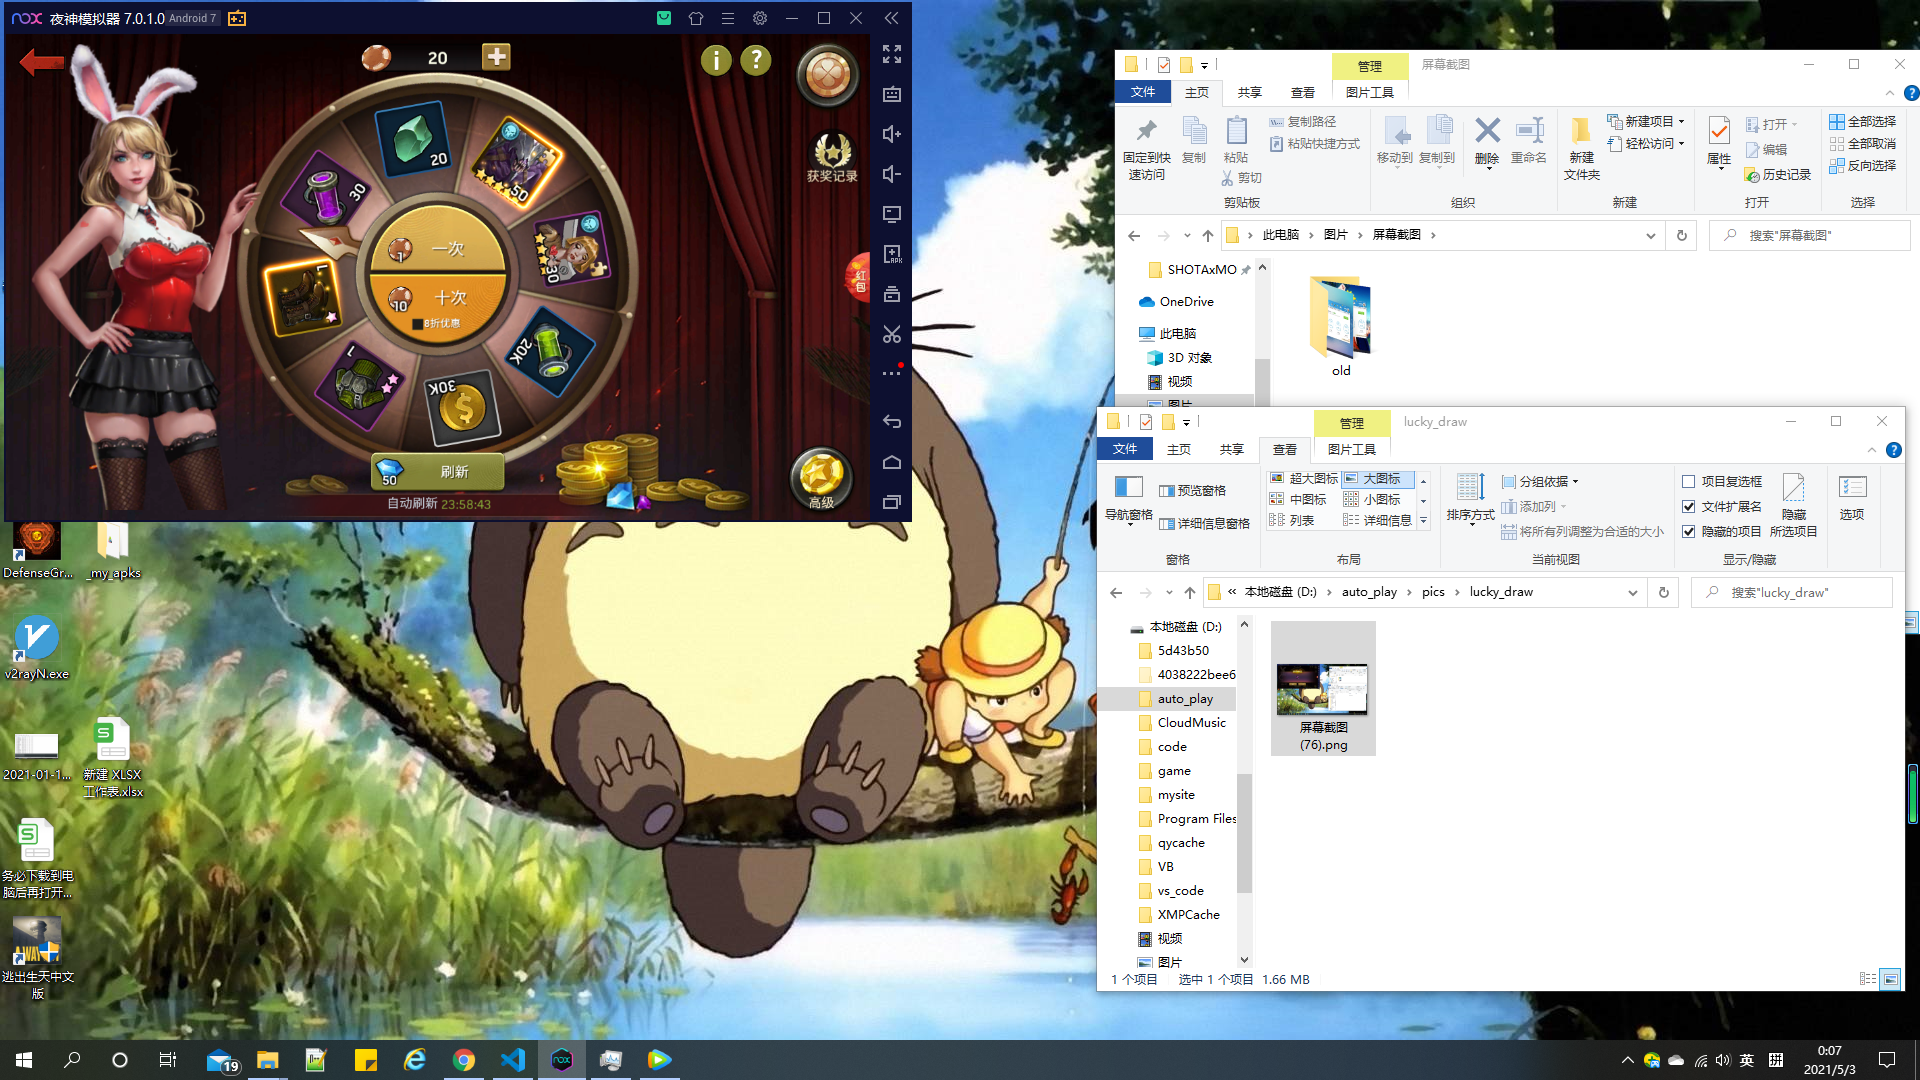 nox 夜神模拟器 7.0.1.0 Android 7
20
i
?
获奖记录
20
50
30
30
一次
1
十次
10
8折优惠
1
1
30K
20K
红包
50
刷新
自动刷新 23:58:43
高级
DefenseGr...
_my_apks
v2rayN.exe
2021-01-1...
新建 XLSX
工作表.xlsx
务必下载到电
脑后再打开...
逃出生天中文
版
管理
屏幕截图
文件
主页
共享
查看
图片工具
固定到快
速访问
复制
粘贴
复制路径
粘贴快捷方式
剪切
剪贴板
移动到
复制到
删除
重命名
组织
新建
文件夹
新建项目
轻松访问
新建
属性
打开
编辑
历史记录
打开
全部选择
全部取消
反向选择
选择
此电脑 › 图片 › 屏幕截图
搜索"屏幕截图"
SHOTAxMO
OneDrive
此电脑
3D 对象
视频
图片
old
管理
lucky_draw
文件
主页
共享
查看
图片工具
导航窗格
预览窗格
详细信息窗格
窗格
超大图标
大图标
中图标
小图标
列表
详细信息
布局
排序方式
分组依据
添加列
将所有列调整为合适的大小
当前视图
项目复选框
文件扩展名
隐藏的项目
隐藏
所选项目
显示/隐藏
选项
« 本地磁盘 (D:) › auto_play › pics › lucky_draw
搜索"lucky_draw"
本地磁盘 (D:)
5d43b50
4038222bee6
auto_play
CloudMusic
code
game
mysite
Program Files
qycache
VB
vs_code
XMPCache
视频
图片
屏幕截图
(76).png
1 个项目
选中 1 个项目 1.66 MB
19
英
拼
0:07
2021/5/3